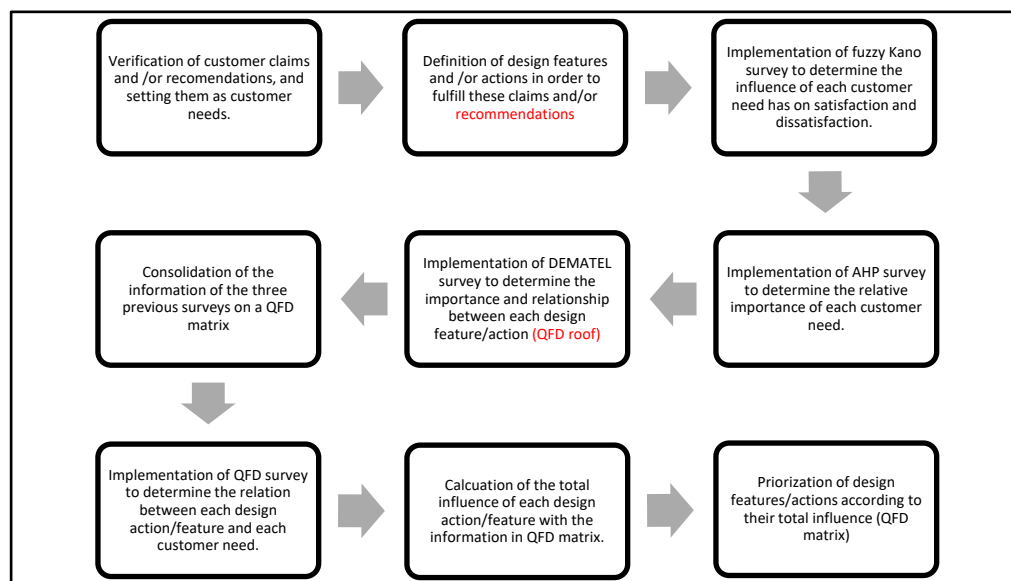 Verification of customer claims
and /or recomendations, and
setting them as customer
needs.
Definition of design features
and /or actions in order to
fulfill these claims and/or
recommendations
Implementation of fuzzy Kano
survey to determine the
influence of each customer
need has on satisfaction and
dissatisfaction.
Implementation of AHP survey
to determine the relative
importance of each customer
need.
Implementation of DEMATEL
survey to determine the
importance and relationship
between each design
feature/action (QFD roof)
Consolidation of the
information of the three
previous surveys on a QFD
matrix
Implementation of QFD survey
to determine the relation
between each design
action/feature and each
customer need.
Calcuation of the total
influence of each design
action/feature with the
information in QFD matrix.
Priorization of design
features/actions according to
their total influence (QFD
matrix)